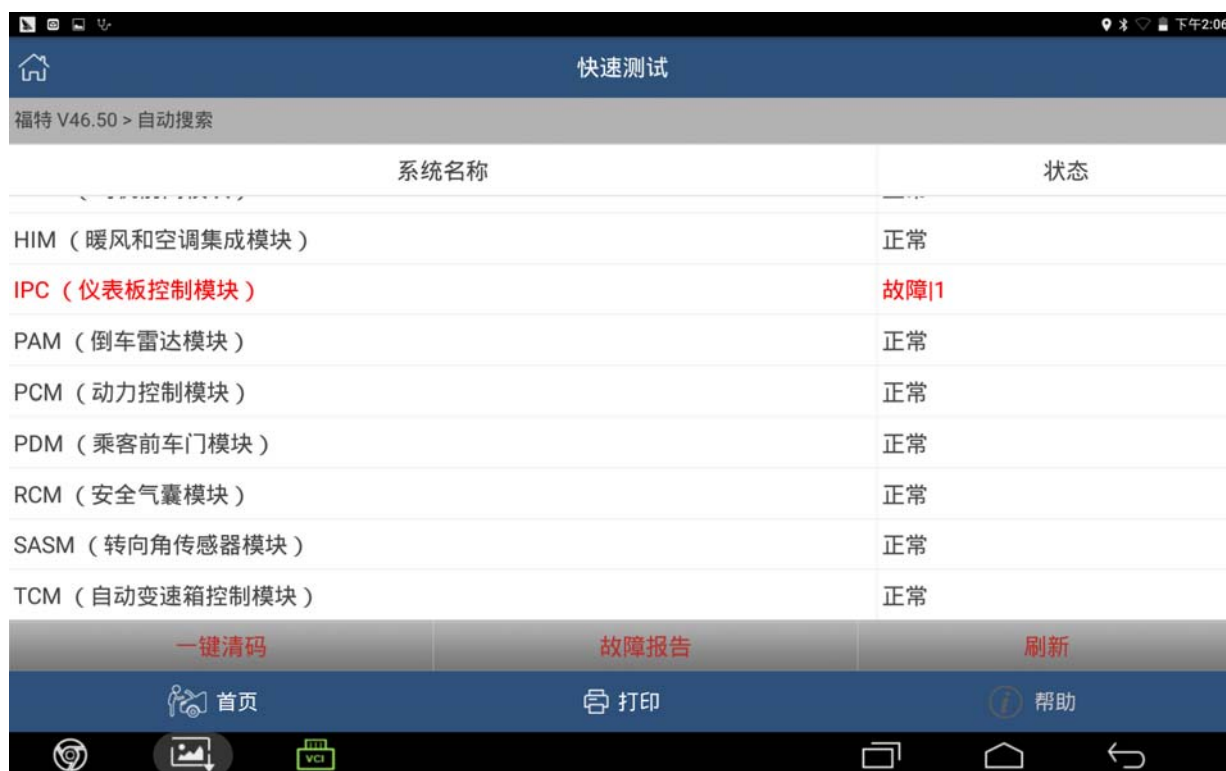 下午2:06
快速测试
福特 V46.50 > 自动搜索
系统名称 状态
HIM （暖风和空调集成模块） 正常
IPC （仪表板控制模块） 故障|1
PAM （倒车雷达模块） 正常
PCM （动力控制模块） 正常
PDM （乘客前车门模块） 正常
RCM （安全气囊模块） 正常
SASM （转向角传感器模块） 正常
TCM （自动变速箱控制模块） 正常
一键清码 故障报告 刷新
首页 打印 帮助
VCI